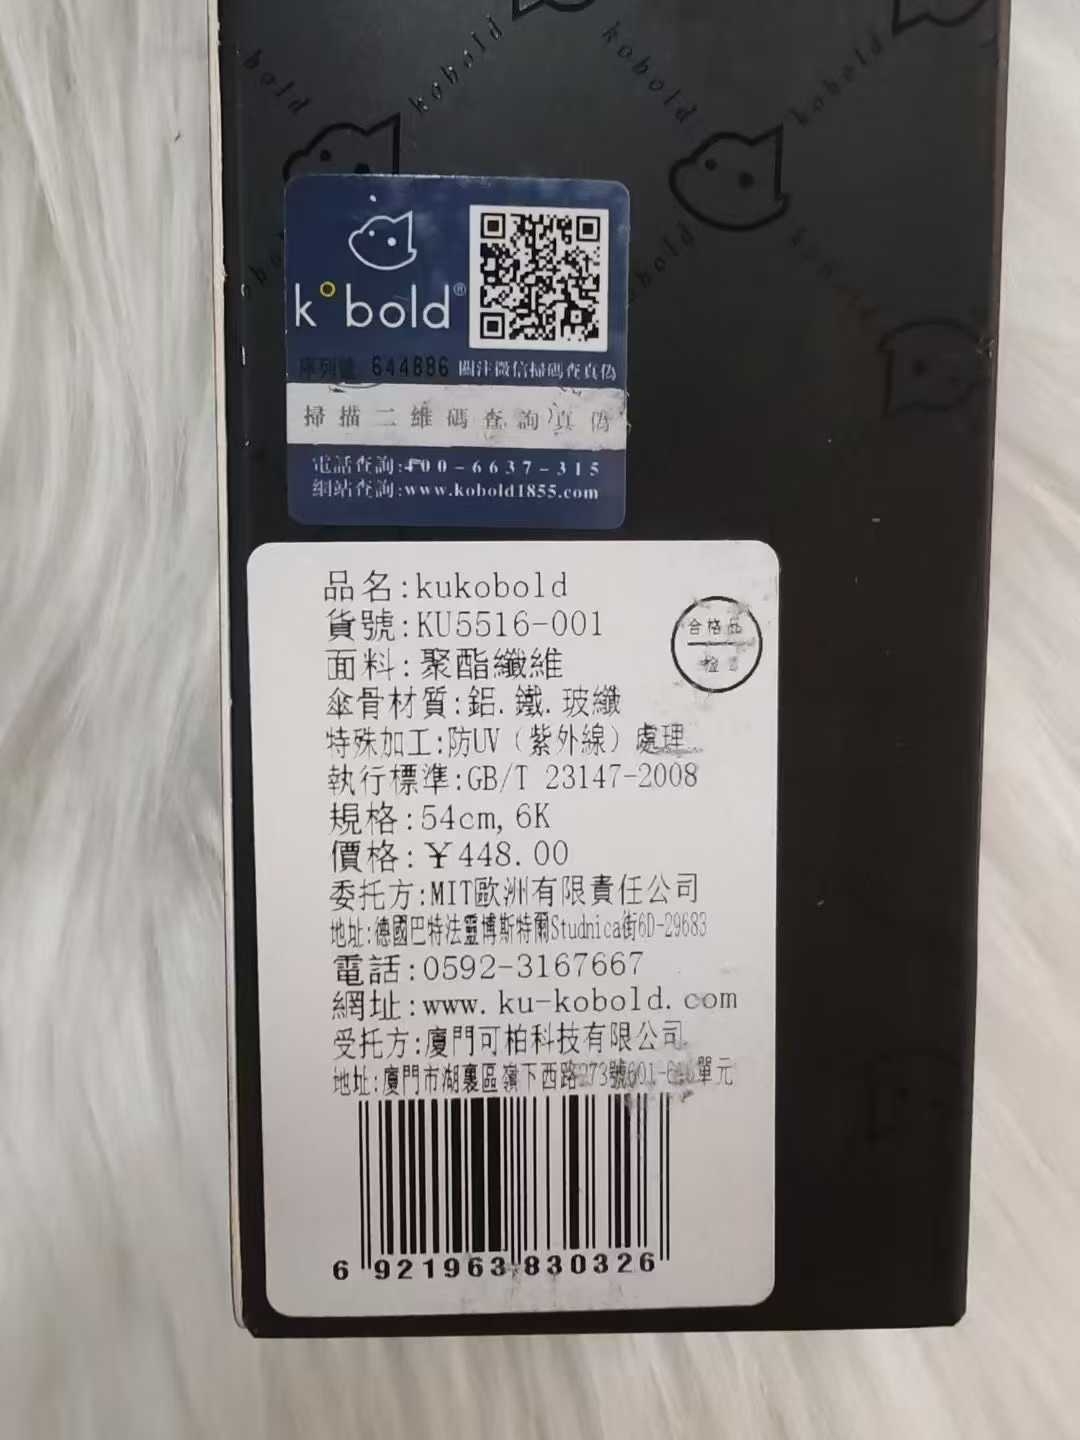 kobold
kobold
kobold
k°bold®
序列號 644886 關注微信掃碼查真偽
掃描二維碼查詢真偽
電話查詢:400-6637-315
網站查詢:www.kobold1855.com
品名:kukobold
貨號:KU5516-001
合格品
面料:聚酯纖維
傘骨材質:鋁.鐵.玻纖
特殊加工:防UV（紫外線）處理
執行標準:GB/T 23147-2008
規格:54cm,6K
價格:¥448.00
委托方:MIT歐洲有限責任公司
地址:德國巴特法靈博斯特爾Studnica街6D-29683
電話:0592-3167667
網址:www.ku-kobold.com
受托方:廈門可柏科技有限公司
地址:廈門市湖裏區嶺下西路273號 單元
6 921963 830326